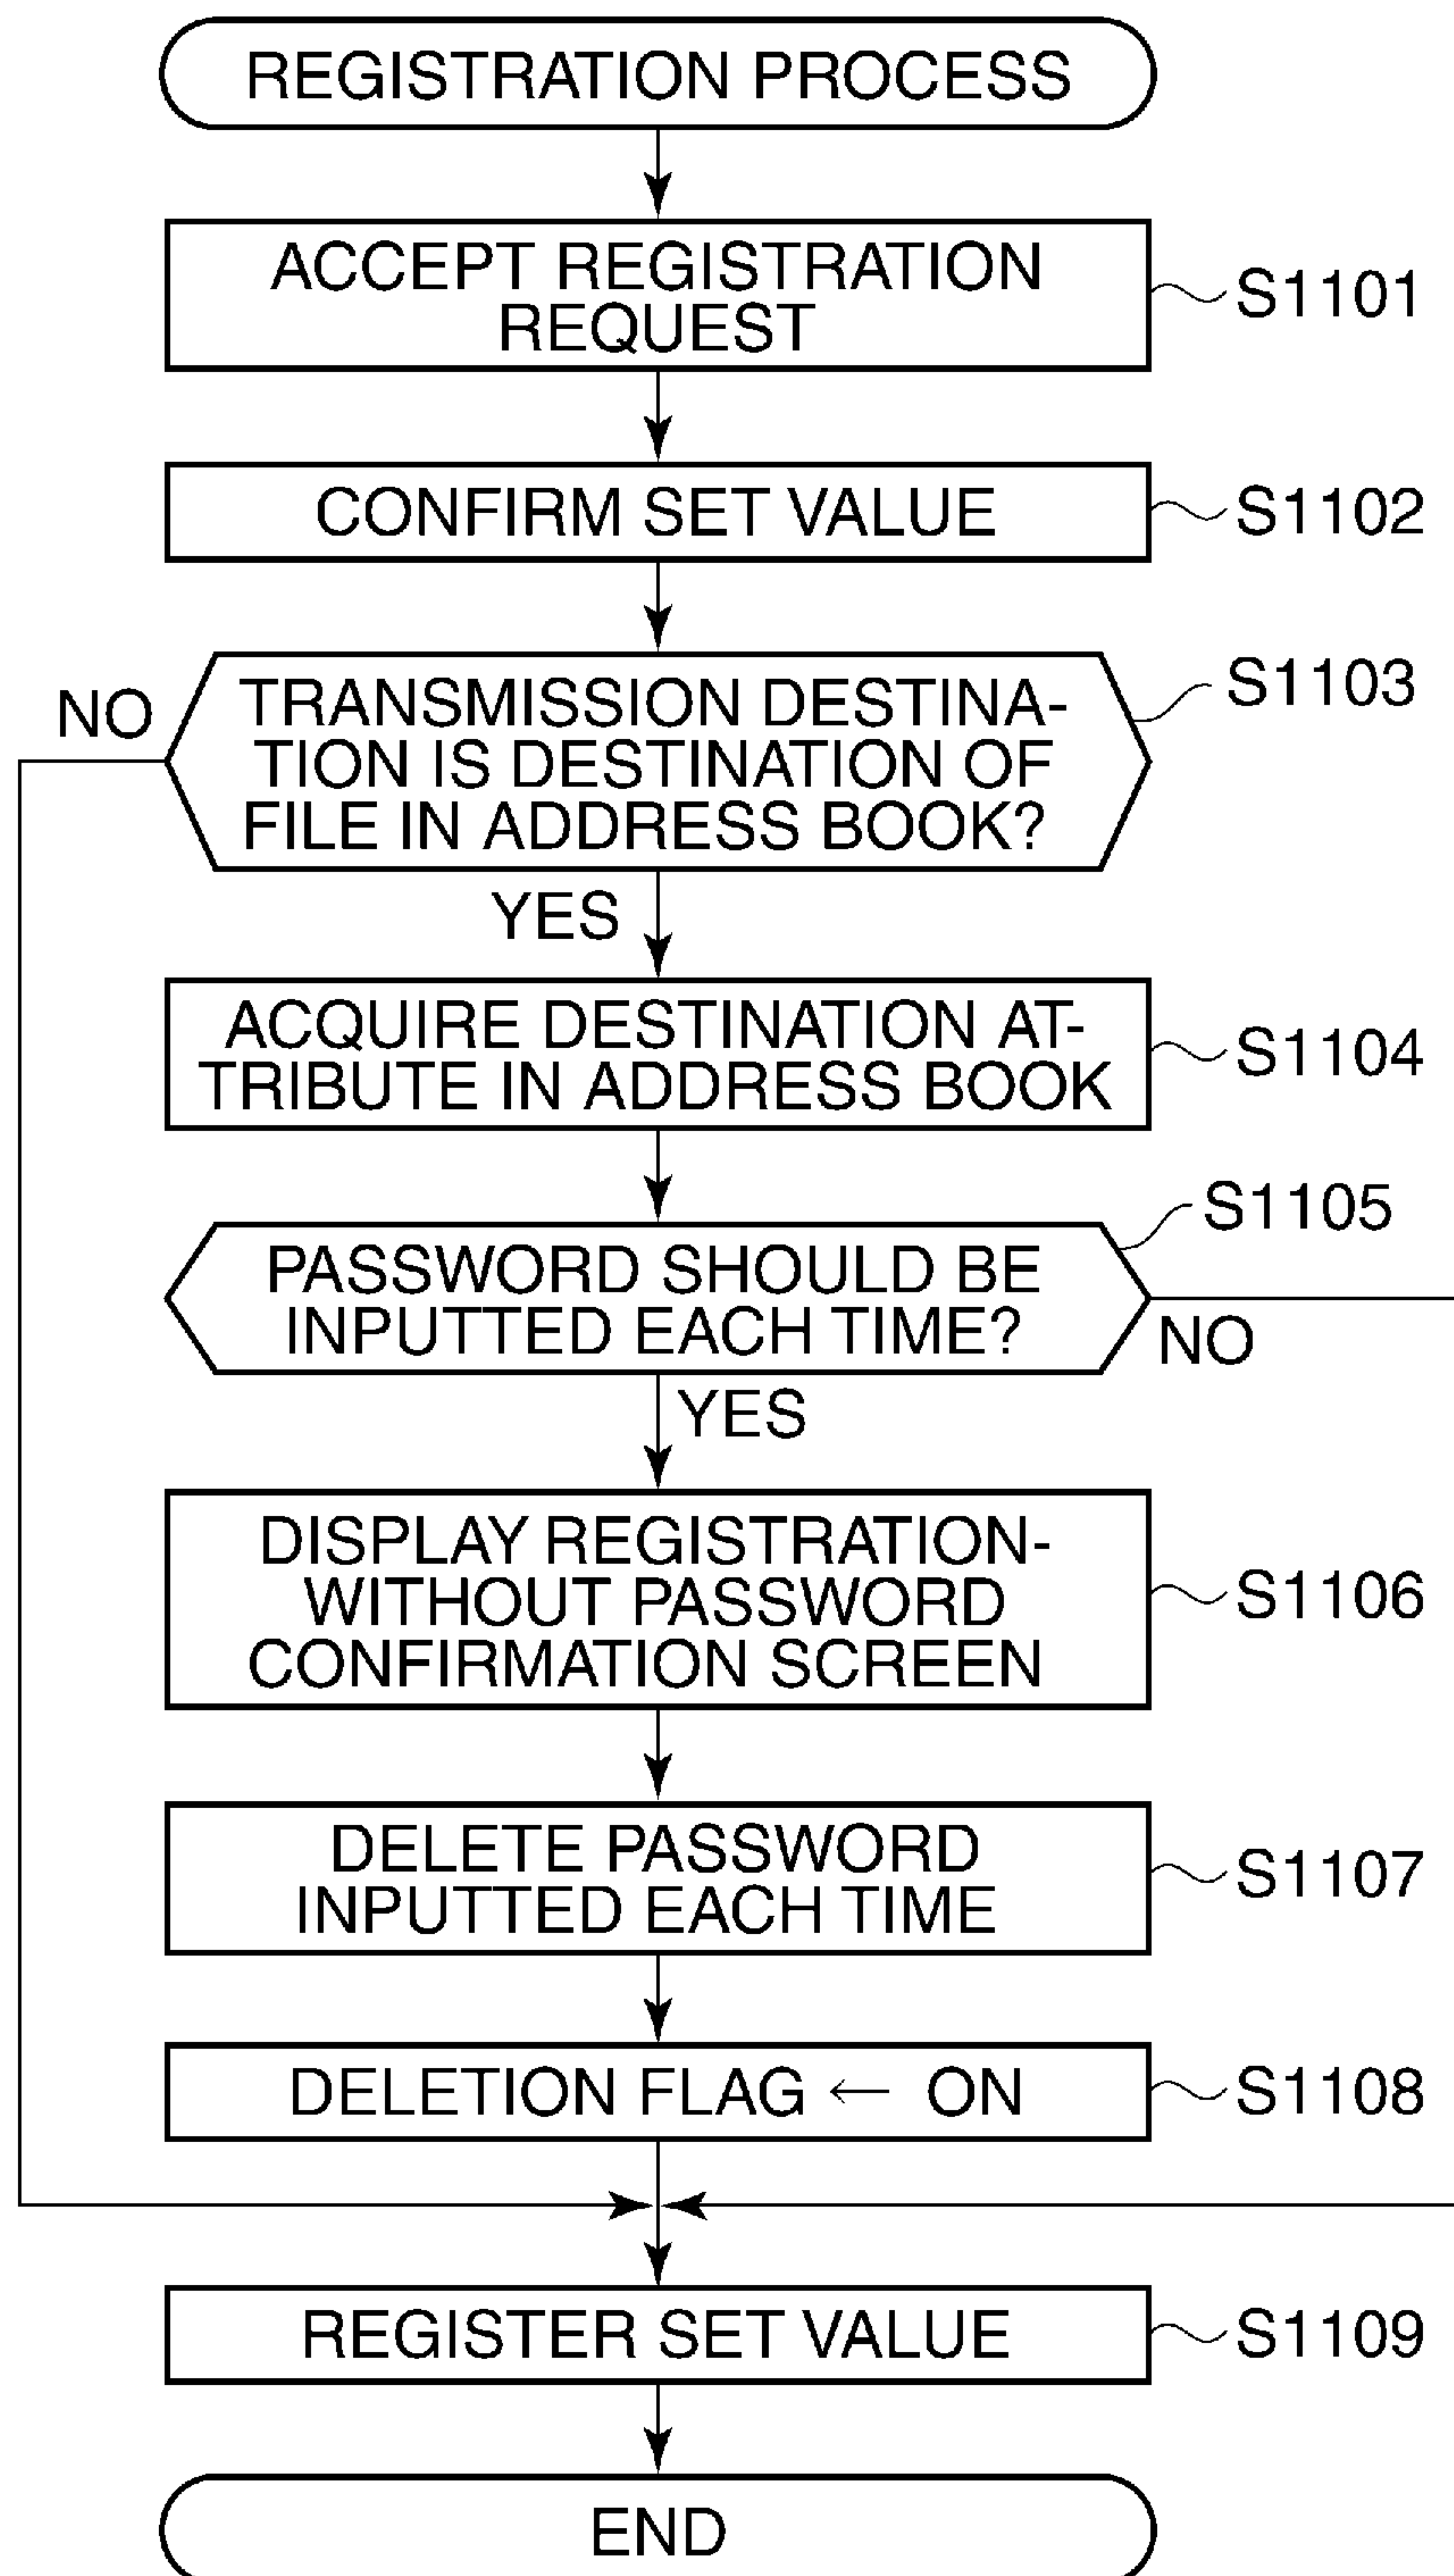 REGISTRATION PROCESS
ACCEPT REGISTRATION
REQUEST
S1101
CONFIRM SET VALUE
S1102
NO
TRANSMISSION DESTINA-
TION IS DESTINATION OF
FILE IN ADDRESS BOOK?
S1103
YES
ACQUIRE DESTINATION AT-
TRIBUTE IN ADDRESS BOOK
S1104
S1105
PASSWORD SHOULD BE
INPUTTED EACH TIME?
NO
YES
DISPLAY REGISTRATION-
WITHOUT PASSWORD
CONFIRMATION SCREEN
S1106
DELETE PASSWORD
INPUTTED EACH TIME
S1107
DELETION FLAG ← ON
S1108
REGISTER SET VALUE
S1109
END